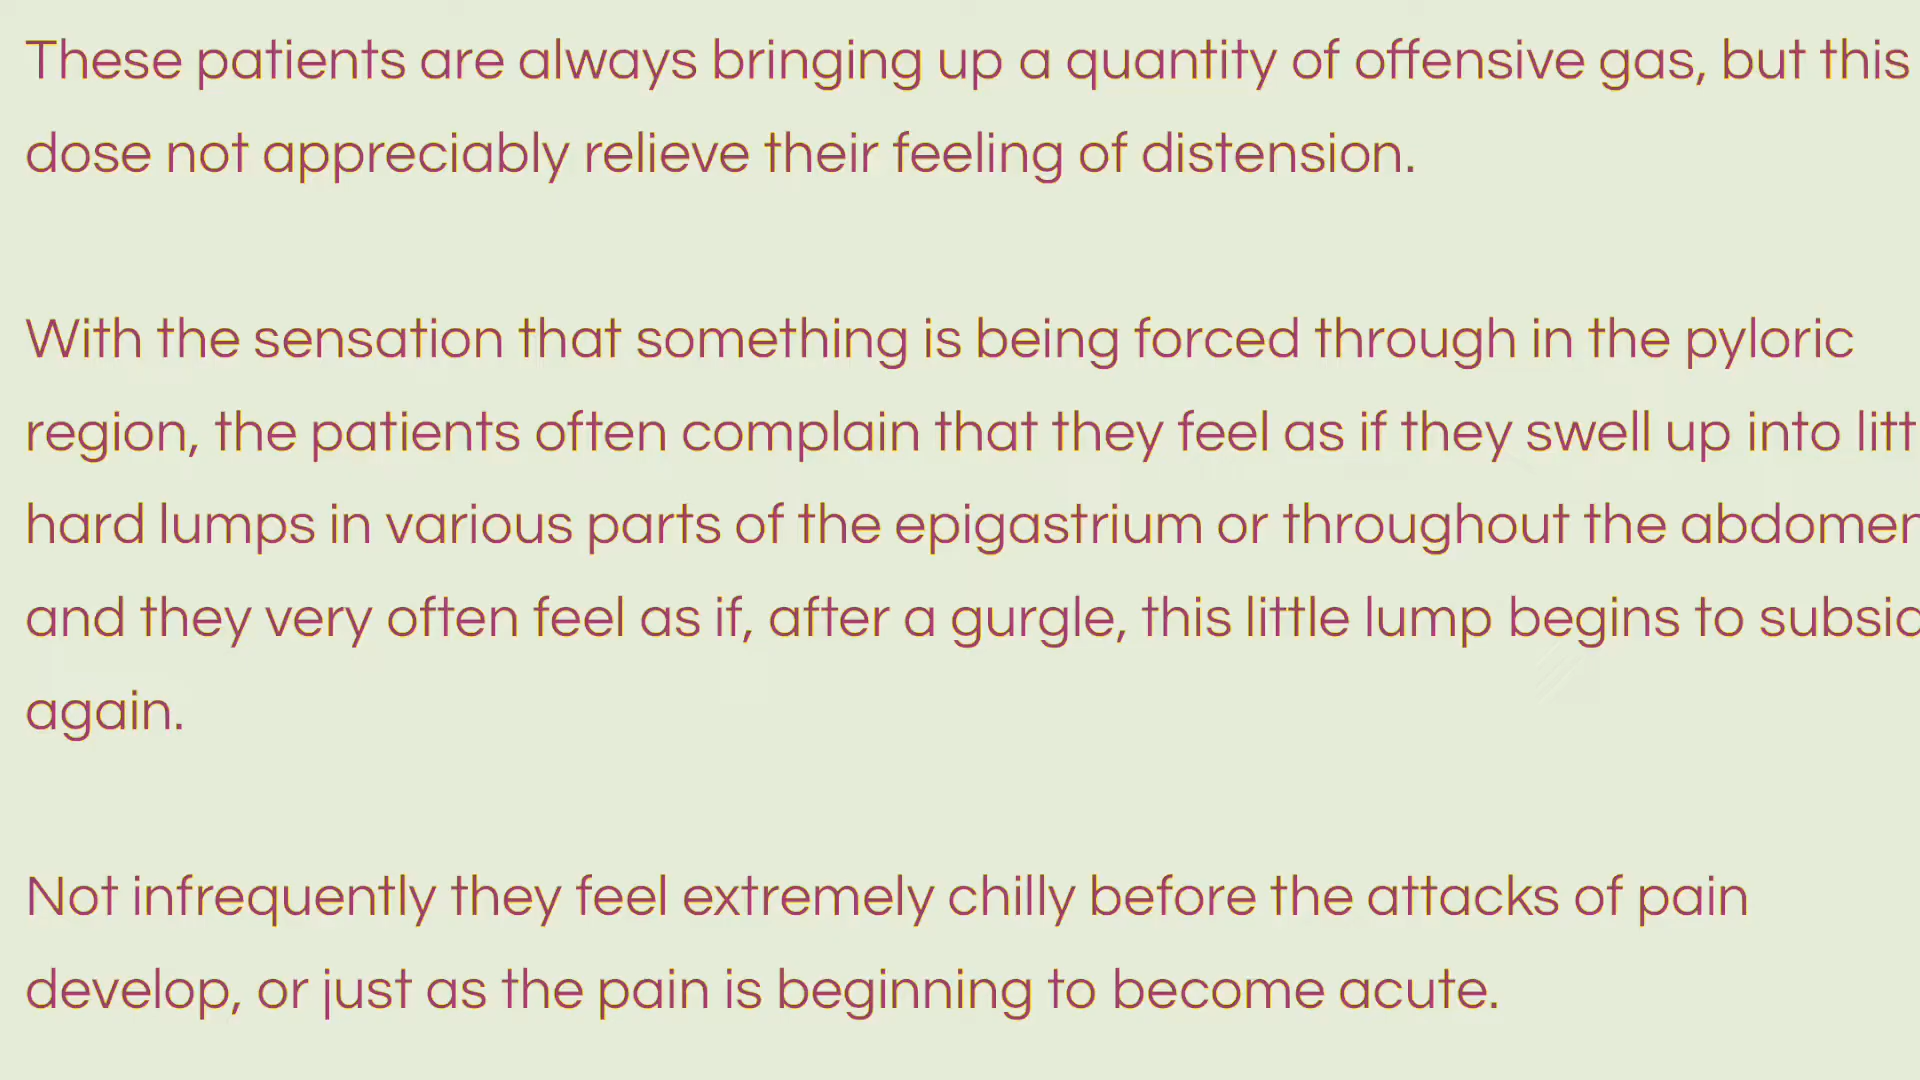 These patients are always bringing up a quantity of offensive gas, but this
dose not appreciably relieve their feeling of distension.
With the sensation that something is being forced through in the pyloric
region, the patients often complain that they feel as if they swell up into
hard lumps in various parts of the epigastrium or throughout the
and they very often feel as if, after a gurgle, this little lump begins to
again.
Not infrequently they feel extremely chilly before the attacks of pain
develop, or just as the pain is beginning to become acute.